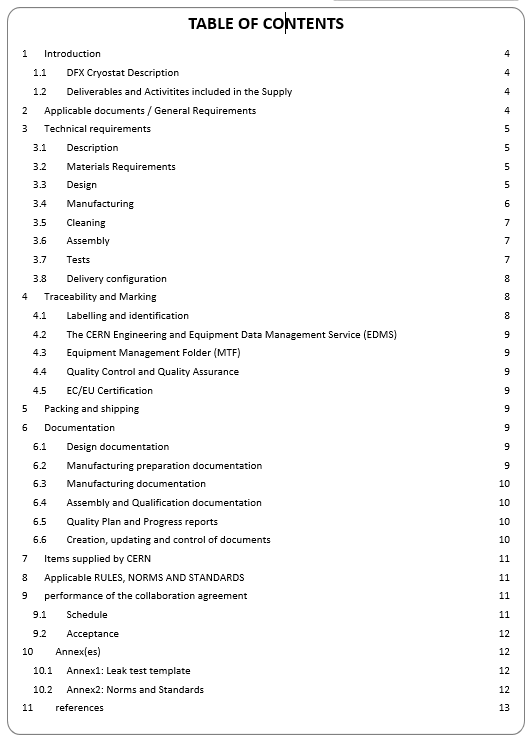 TABLE OF CONTENTS
1 Introduction 4
1.1 DFX Cryostat Description 4
1.2 Deliverables and Activitites included in the Supply 4
2 Applicable documents / General Requirements 4
3 Technical requirements 5
3.1 Description 5
3.2 Materials Requirements 5
3.3 Design 5
3.4 Manufacturing 6
3.5 Cleaning 7
3.6 Assembly 7
3.7 Tests 7
3.8 Delivery configuration 8
4 Traceability and Marking 8
4.1 Labelling and identification 8
4.2 The CERN Engineering and Equipment Data Management Service (EDMS) 9
4.3 Equipment Management Folder (MTF) 9
4.4 Quality Control and Quality Assurance 9
4.5 EC/EU Certification 9
5 Packing and shipping 9
6 Documentation 9
6.1 Design documentation 9
6.2 Manufacturing preparation documentation 9
6.3 Manufacturing documentation 10
6.4 Assembly and Qualification documentation 10
6.5 Quality Plan and Progress reports 10
6.6 Creation, updating and control of documents 10
7 Items supplied by CERN 11
8 Applicable RULES, NORMS AND STANDARDS 11
9 performance of the collaboration agreement 11
9.1 Schedule 11
9.2 Acceptance 12
10 Annex(es) 12
10.1 Annex1: Leak test template 12
10.2 Annex2: Norms and Standards 12
11 references 13